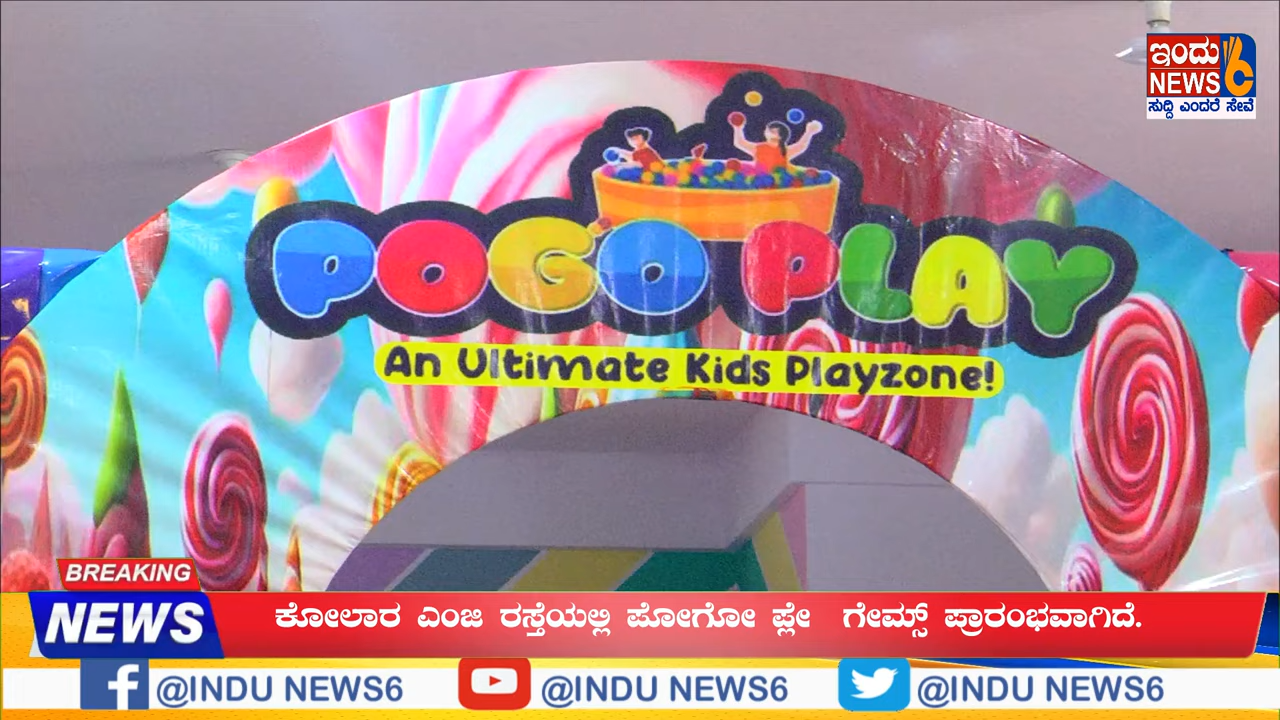 ಇಂದು
NEWS 6
ಸುದ್ದಿ ಎಂದರೆ ಸೇವೆ
POGO PLAY
An Ultimate Kids Playzone!
BREAKING
NEWS
ಕೋಲಾರ ಎಂಜಿ ರಸ್ತೆಯಲ್ಲಿ ಪೋಗೋ ಪ್ಲೇ ಗೇಮ್ಸ್ ಪ್ರಾರಂಭವಾಗಿದೆ.
@INDU NEWS6 @INDU NEWS6 @INDU NEWS6